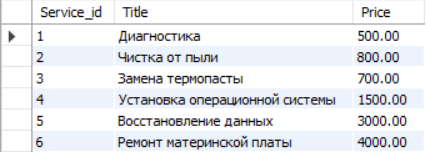 Service_id Title Price
1 Диагностика 500.00
2 Чистка от пыли 800.00
3 Замена термопасты 700.00
4 Установка операционной системы 1500.00
5 Восстановление данных 3000.00
6 Ремонт материнской платы 4000.00